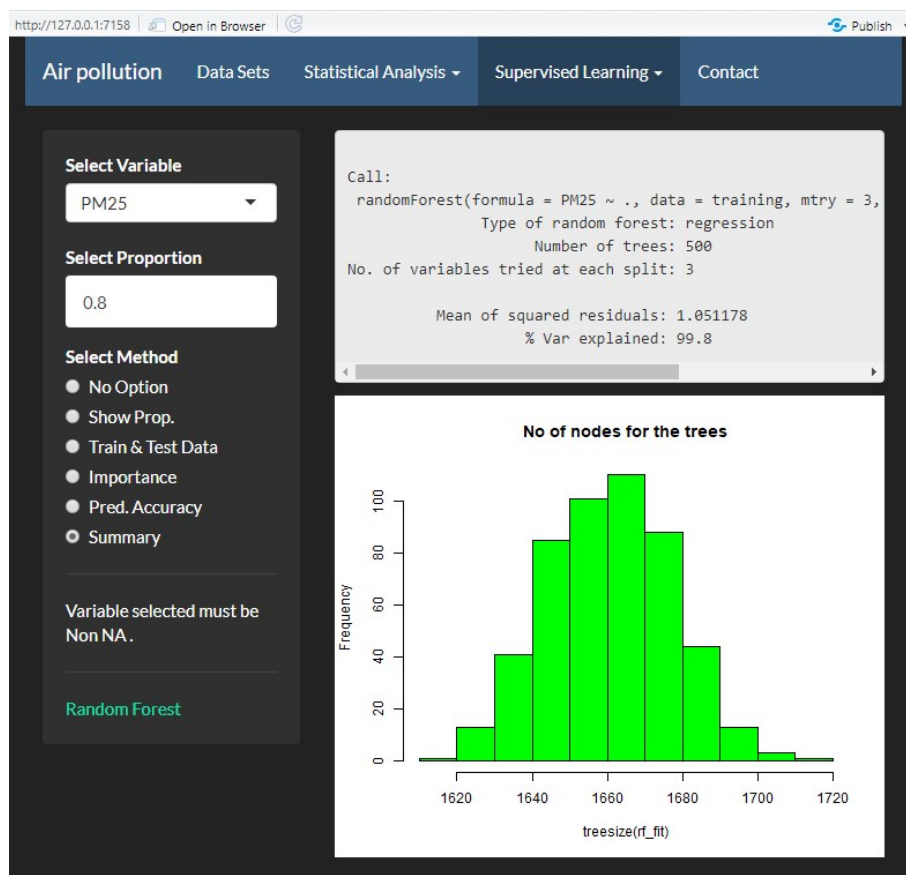 http://127.0.0.1:7158 Open in Browser Publish
Air pollution Data Sets Statistical Analysis Supervised Learning Contact
Select Variable
PM25
Select Proportion
0.8
Select Method
No Option
Show Prop.
Train & Test Data
Importance
Pred. Accuracy
Summary
Variable selected must be
Non NA .
Random Forest
Call:
randomForest(formula = PM25 ~ ., data = training, mtry = 3,
Type of random forest: regression
Number of trees: 500
No. of variables tried at each split: 3
Mean of squared residuals: 1.051178
% Var explained: 99.8
No of nodes for the trees
Frequency
100
80
60
40
20
0
1620 1640 1660 1680 1700 1720
treesize(rf_fit)